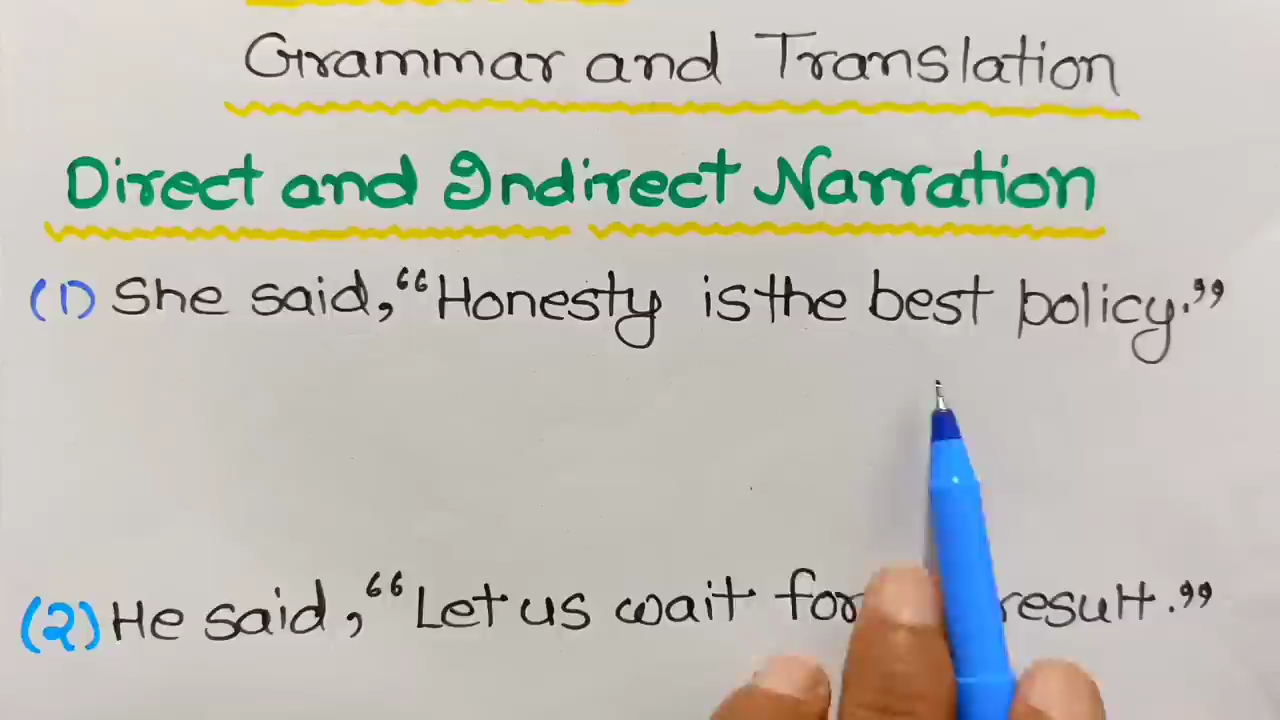 Grammar and Translation
Direct and Indirect Narration
(1) She said, “Honesty is the best policy.”
(2) He said, “Let us wait for result.”